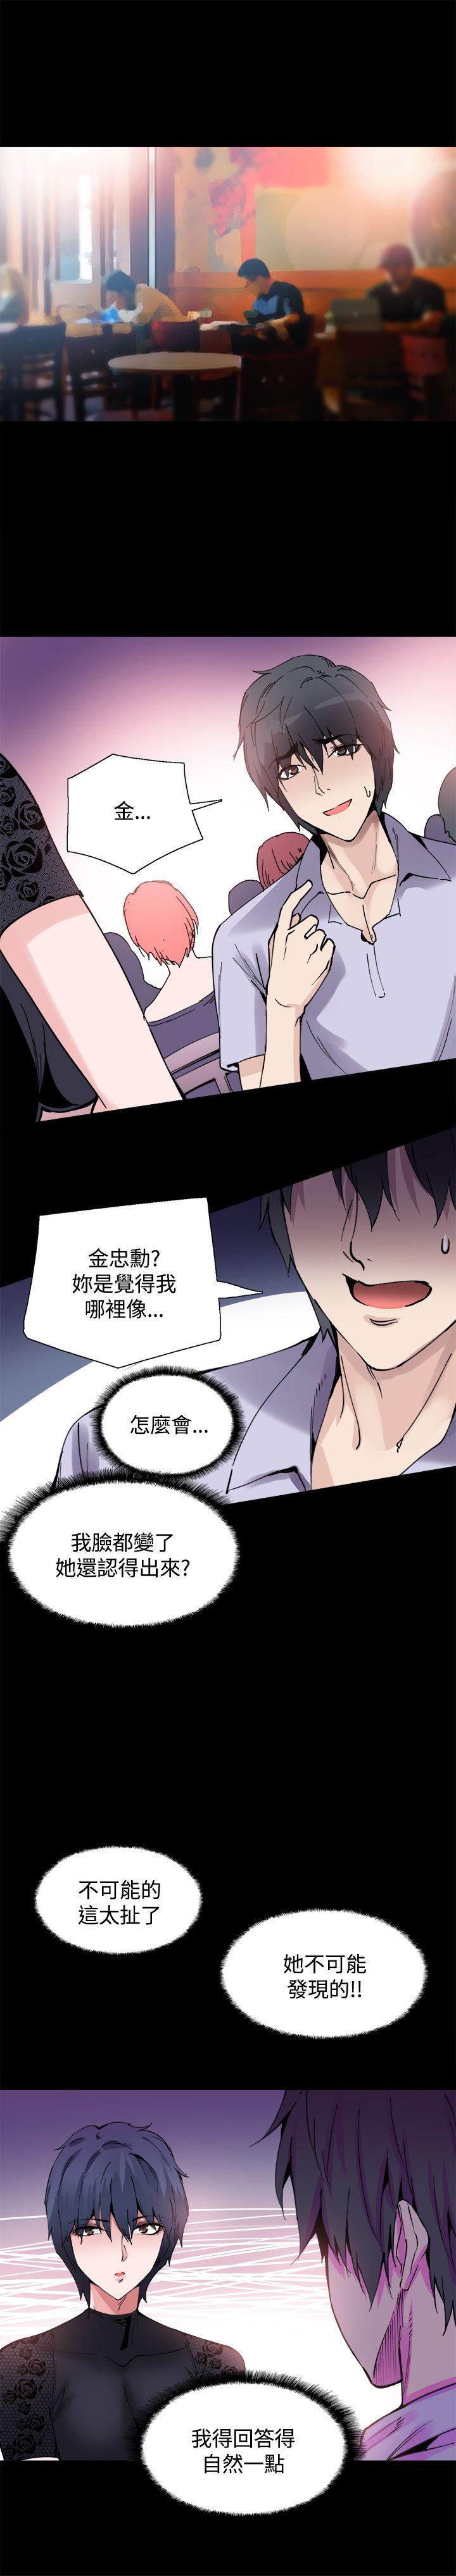 金...
金忠勳?
妳是覺得我
哪裡像...
怎麼會...
我臉都變了
她還認得出來?
不可能的
這太扯了
她不可能
發現的!!
我得回答得
自然一點